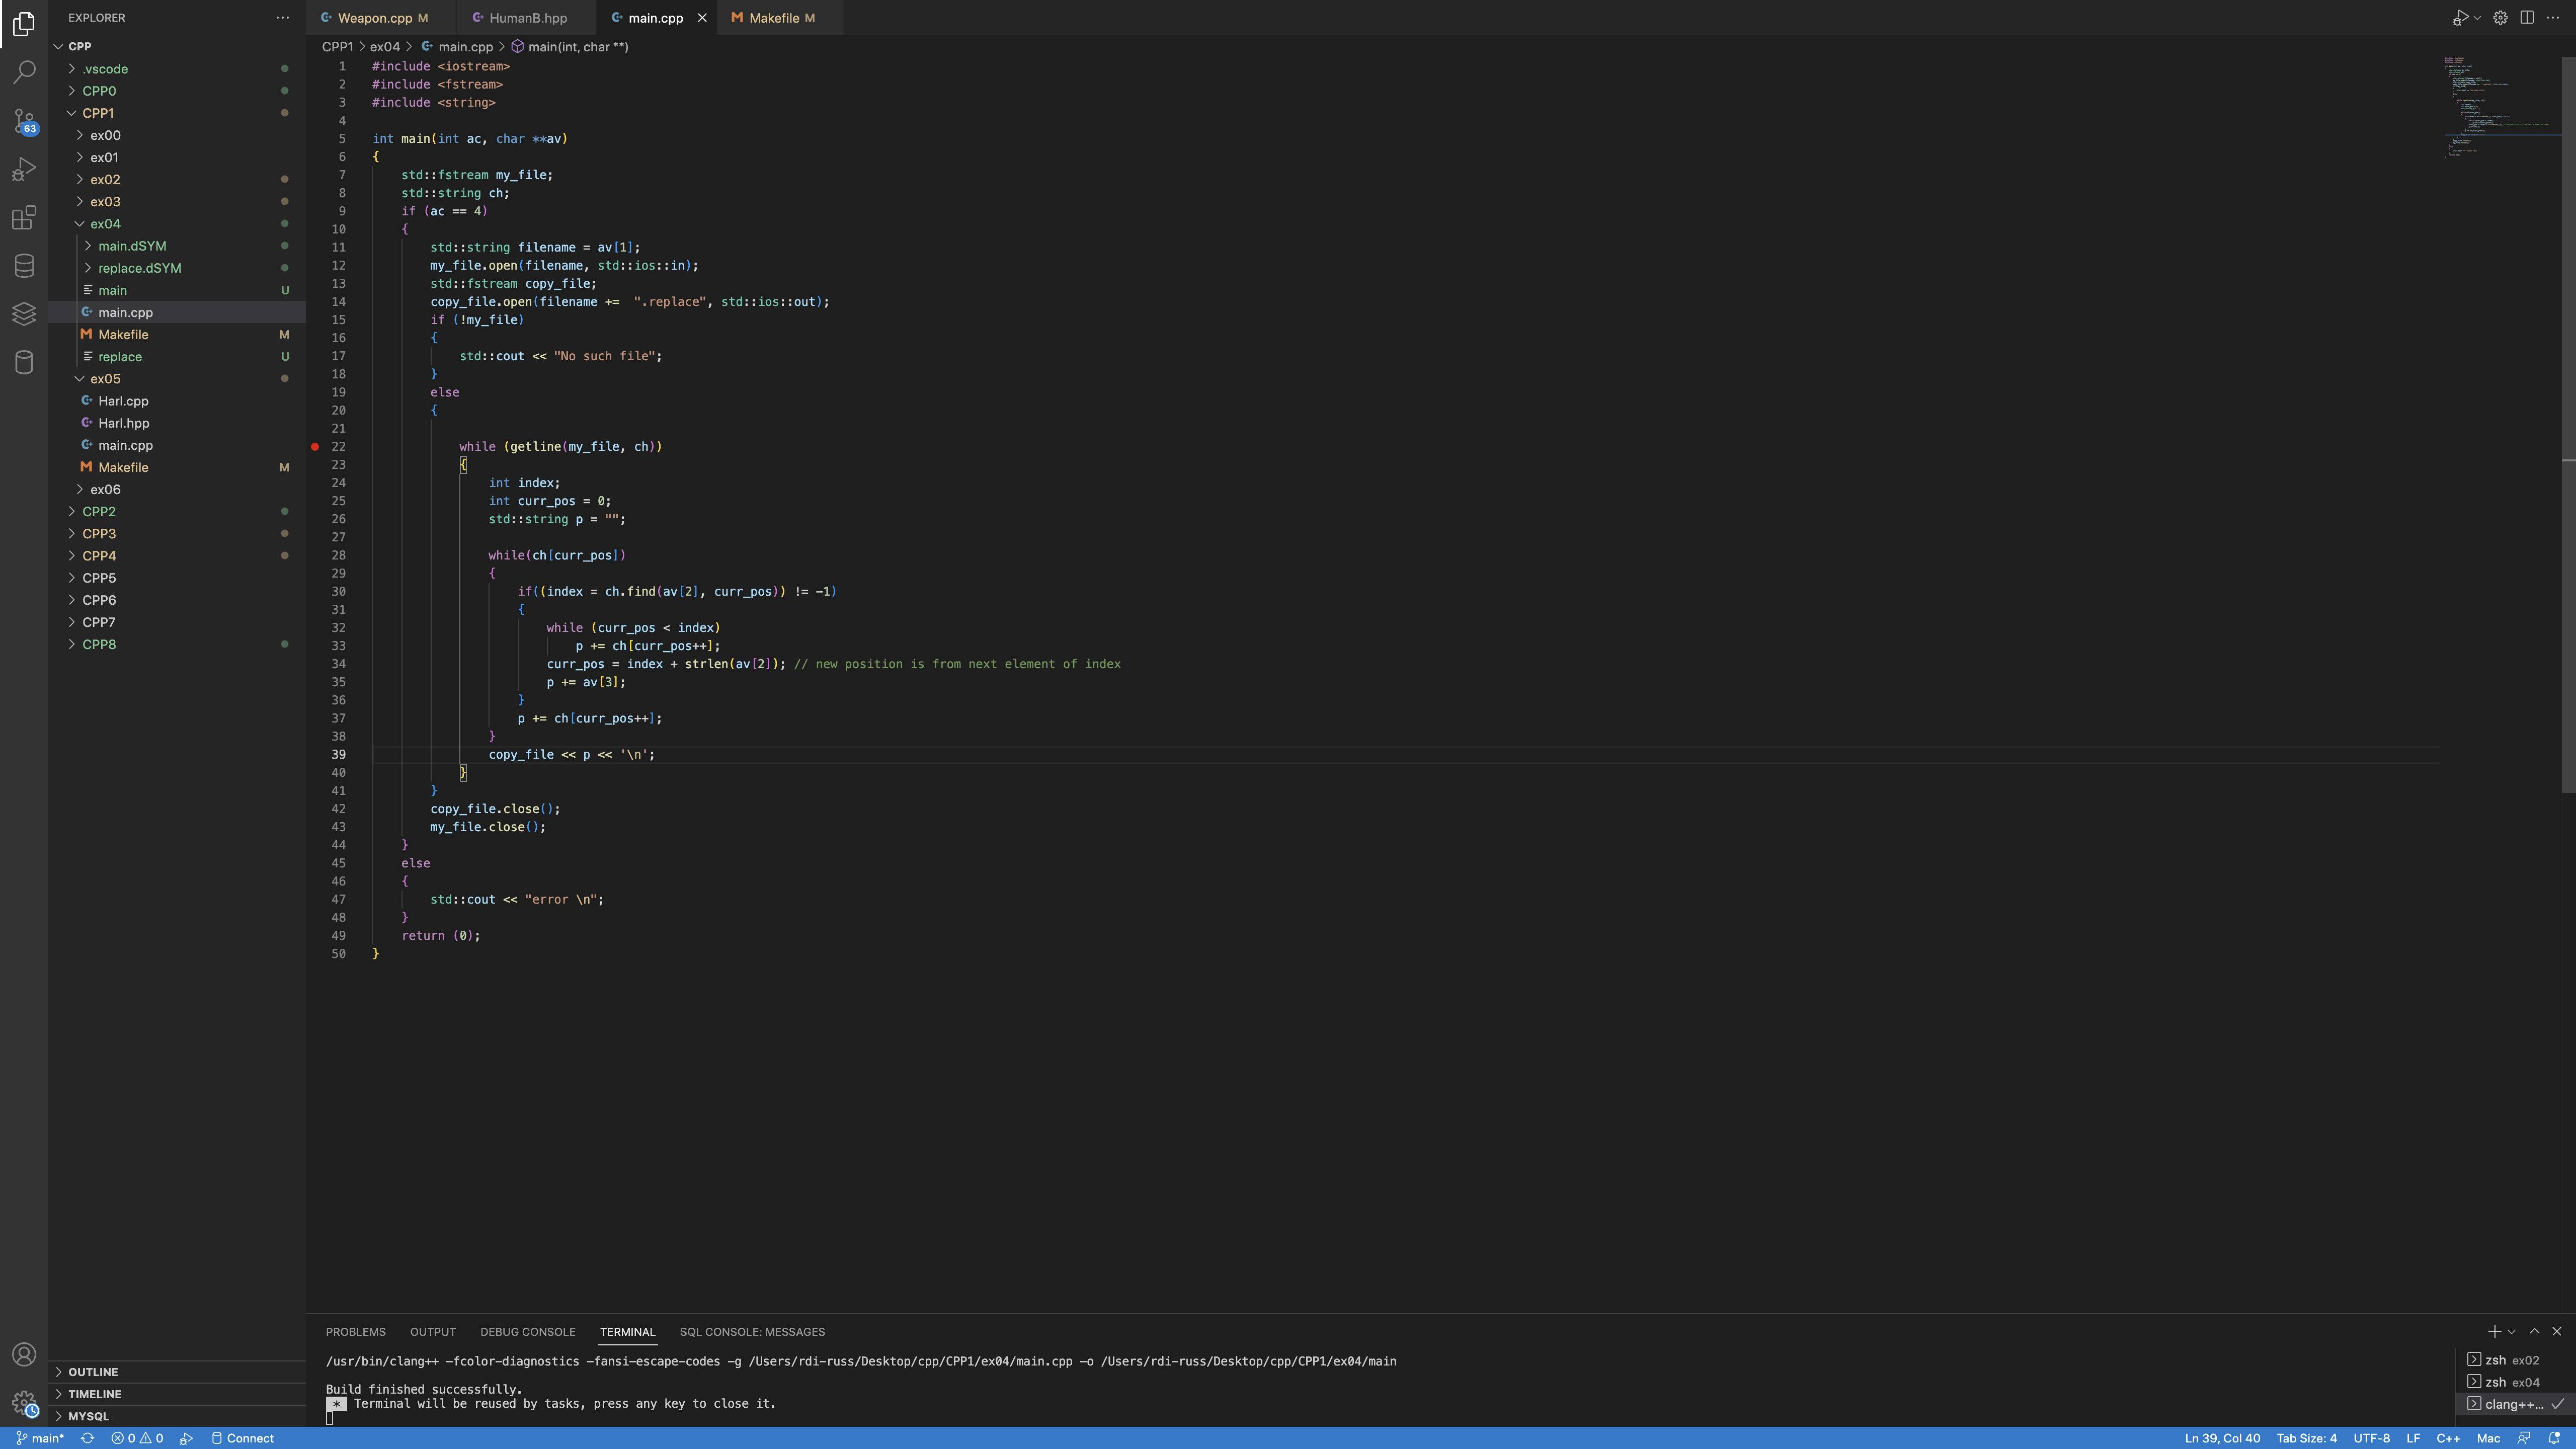 EXPLORER
CPP
.vscode
CPP0
CPP1
ex00
ex01
ex02
ex03
ex04
main.dSYM
replace.dSYM
main U
main.cpp
Makefile M
replace U
ex05
Harl.cpp
Harl.hpp
main.cpp
Makefile M
ex06
CPP2
CPP3
CPP4
CPP5
CPP6
CPP7
CPP8
OUTLINE
TIMELINE
MYSQL
63
Weapon.cpp M HumanB.hpp main.cpp Makefile M
CPP1 > ex04 > main.cpp > main(int, char **)
1 #include <iostream>
2 #include <fstream>
3 #include <string>
4
5 int main(int ac, char **av)
6 {
7 std::fstream my_file;
8 std::string ch;
9 if (ac == 4)
10 {
11 std::string filename = av[1];
12 my_file.open(filename, std::ios::in);
13 std::fstream copy_file;
14 copy_file.open(filename += ".replace", std::ios::out);
15 if (!my_file)
16 {
17 std::cout << "No such file";
18 }
19 else
20 {
21
22 while (getline(my_file, ch))
23 {
24 int index;
25 int curr_pos = 0;
26 std::string p = "";
27
28 while(ch[curr_pos])
29 {
30 if((index = ch.find(av[2], curr_pos)) != -1)
31 {
32 while (curr_pos < index)
33 p += ch[curr_pos++];
34 curr_pos = index + strlen(av[2]); // new position is from next element of index
35 p += av[3];
36 }
37 p += ch[curr_pos++];
38 }
39 copy_file << p << '\n';
40 }
41 }
42 copy_file.close();
43 my_file.close();
44 }
45 else
46 {
47 std::cout << "error \n";
48 }
49 return (0);
50 }
PROBLEMS OUTPUT DEBUG CONSOLE TERMINAL SQL CONSOLE: MESSAGES
/usr/bin/clang++ -fcolor-diagnostics -fansi-escape-codes -g /Users/rdi-russ/Desktop/cpp/CPP1/ex04/main.cpp -o /Users/rdi-russ/Desktop/cpp/CPP1/ex04/main
Build finished successfully.
* Terminal will be reused by tasks, press any key to close it.
zsh ex02
zsh ex04
clang++...
main* 0 0 Connect Ln 39, Col 40 Tab Size: 4 UTF-8 LF C++ Mac